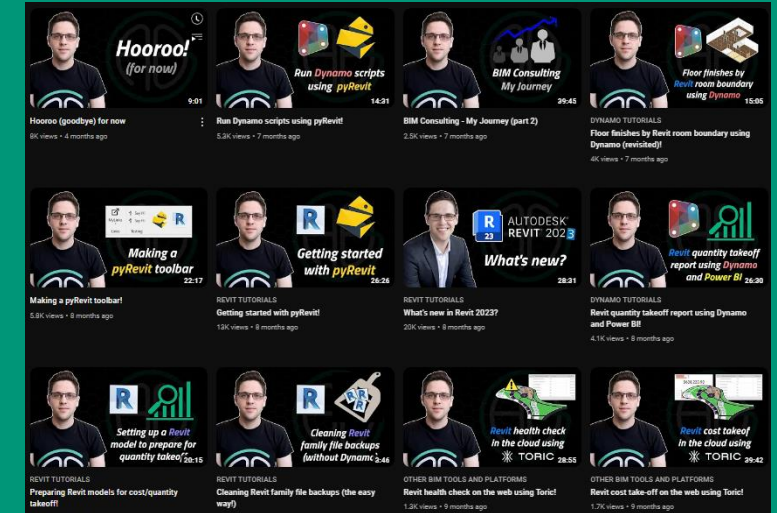 Hooroo!
(for now)
9:01
Run Dynamo scripts
using pyRevit
14:31
BIM Consulting
My Journey
39:45
Floor finishes by
Revit room boundary
using Dynamo
15:05
Hooroo (goodbye) for now
8K views • 4 months ago
Run Dynamo scripts using pyRevit!
5.3K views • 7 months ago
BIM Consulting - My Journey (part 2)
2.5K views • 7 months ago
DYNAMO TUTORIALS
Floor finishes by Revit room boundary using
Dynamo (revisited)!
4K views • 7 months ago
Making a
pyRevit toolbar
22:17
R
Getting started
with pyRevit
26:26
R
23
AUTODESK
REVIT 2023
What's new?
28:31
Revit quantity takeoff
report using Dynamo
and Power BI
26:30
Making a pyRevit toolbar!
5.8K views • 8 months ago
REVIT TUTORIALS
Getting started with pyRevit!
13K views • 8 months ago
REVIT TUTORIALS
What's new in Revit 2023?
20K views • 8 months ago
DYNAMO TUTORIALS
Revit quantity takeoff report using Dynamo
and Power BI!
4.1K views • 8 months ago
R
Setting up a Revit
model to prepare for
quantity takeoff
20:15
R
R
R
R
Cleaning Revit
family file backups
(without Dynamo
2:46
Revit health check
in the cloud using
TORIC
28:55
Revit cost takeof
in the cloud using
TORIC
39:42
REVIT TUTORIALS
Preparing Revit models for cost/quantity
takeoff!
REVIT TUTORIALS
Cleaning Revit family file backups (the easy
way!)
OTHER BIM TOOLS AND PLATFORMS
Revit health check on the web using Toric!
1.3K views • 9 months ago
OTHER BIM TOOLS AND PLATFORMS
Revit cost take-off on the web using Toric!
1.7K views • 9 months ago